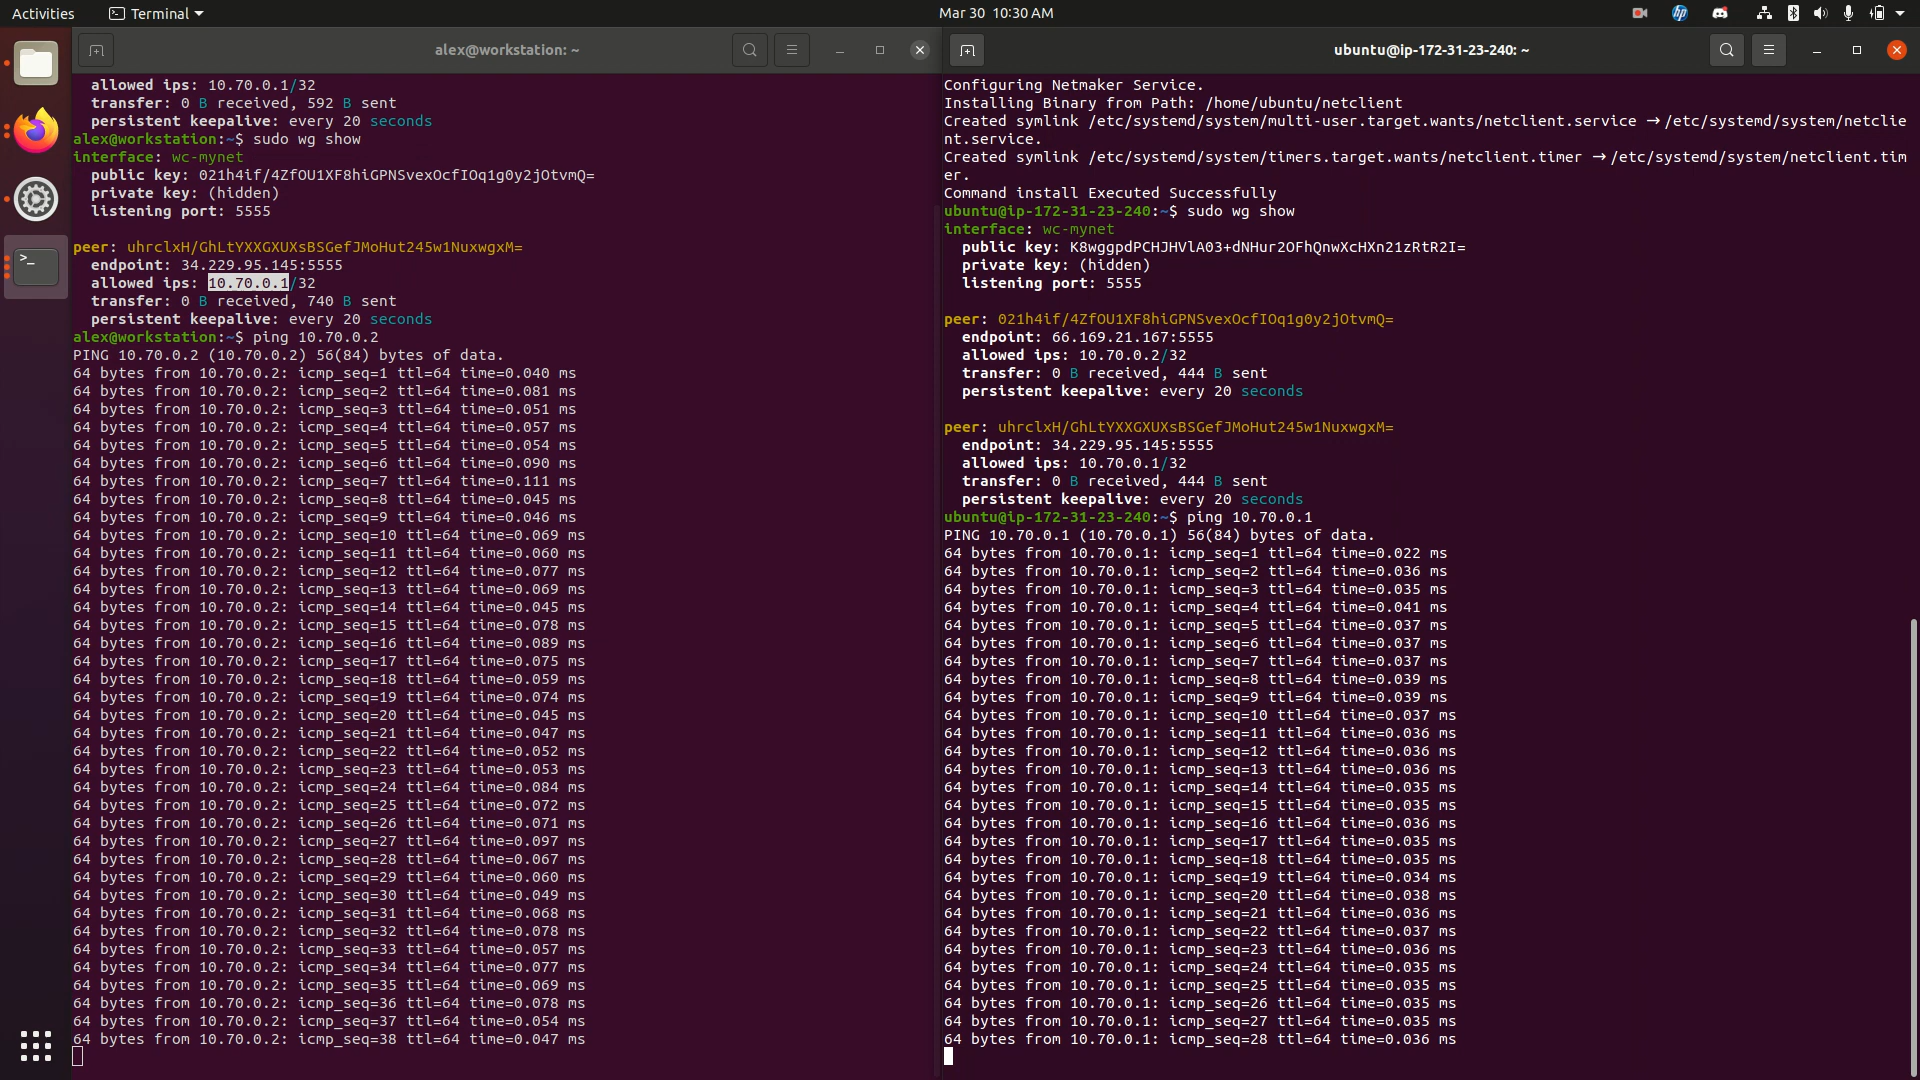 Activities
Terminal
Mar 30 10:30 AM
alex@workstation: ~
allowed ips: 10.70.0.1/32
transfer: 0 B received, 592 B sent
persistent keepalive: every 20 seconds
alex@workstation:~$ sudo wg show
interface: wc-mynet
public key: 021h4if/4ZfOU1XF8hiGPNSvexOcfIOq1g0y2jOtvmQ=
private key: (hidden)
listening port: 5555
peer: uhrclxH/GhLtYXXGXUXsBSGefJMoHut245w1NuxwgxM=
endpoint: 34.229.95.145:5555
allowed ips: 10.70.0.1/32
transfer: 0 B received, 740 B sent
persistent keepalive: every 20 seconds
alex@workstation:~$ ping 10.70.0.2
PING 10.70.0.2 (10.70.0.2) 56(84) bytes of data.
64 bytes from 10.70.0.2: icmp_seq=1 ttl=64 time=0.040 ms
64 bytes from 10.70.0.2: icmp_seq=2 ttl=64 time=0.081 ms
64 bytes from 10.70.0.2: icmp_seq=3 ttl=64 time=0.051 ms
64 bytes from 10.70.0.2: icmp_seq=4 ttl=64 time=0.057 ms
64 bytes from 10.70.0.2: icmp_seq=5 ttl=64 time=0.054 ms
64 bytes from 10.70.0.2: icmp_seq=6 ttl=64 time=0.090 ms
64 bytes from 10.70.0.2: icmp_seq=7 ttl=64 time=0.111 ms
64 bytes from 10.70.0.2: icmp_seq=8 ttl=64 time=0.045 ms
64 bytes from 10.70.0.2: icmp_seq=9 ttl=64 time=0.046 ms
64 bytes from 10.70.0.2: icmp_seq=10 ttl=64 time=0.069 ms
64 bytes from 10.70.0.2: icmp_seq=11 ttl=64 time=0.060 ms
64 bytes from 10.70.0.2: icmp_seq=12 ttl=64 time=0.077 ms
64 bytes from 10.70.0.2: icmp_seq=13 ttl=64 time=0.069 ms
64 bytes from 10.70.0.2: icmp_seq=14 ttl=64 time=0.045 ms
64 bytes from 10.70.0.2: icmp_seq=15 ttl=64 time=0.078 ms
64 bytes from 10.70.0.2: icmp_seq=16 ttl=64 time=0.089 ms
64 bytes from 10.70.0.2: icmp_seq=17 ttl=64 time=0.075 ms
64 bytes from 10.70.0.2: icmp_seq=18 ttl=64 time=0.059 ms
64 bytes from 10.70.0.2: icmp_seq=19 ttl=64 time=0.074 ms
64 bytes from 10.70.0.2: icmp_seq=20 ttl=64 time=0.045 ms
64 bytes from 10.70.0.2: icmp_seq=21 ttl=64 time=0.047 ms
64 bytes from 10.70.0.2: icmp_seq=22 ttl=64 time=0.052 ms
64 bytes from 10.70.0.2: icmp_seq=23 ttl=64 time=0.053 ms
64 bytes from 10.70.0.2: icmp_seq=24 ttl=64 time=0.084 ms
64 bytes from 10.70.0.2: icmp_seq=25 ttl=64 time=0.072 ms
64 bytes from 10.70.0.2: icmp_seq=26 ttl=64 time=0.071 ms
64 bytes from 10.70.0.2: icmp_seq=27 ttl=64 time=0.097 ms
64 bytes from 10.70.0.2: icmp_seq=28 ttl=64 time=0.067 ms
64 bytes from 10.70.0.2: icmp_seq=29 ttl=64 time=0.060 ms
64 bytes from 10.70.0.2: icmp_seq=30 ttl=64 time=0.049 ms
64 bytes from 10.70.0.2: icmp_seq=31 ttl=64 time=0.068 ms
64 bytes from 10.70.0.2: icmp_seq=32 ttl=64 time=0.078 ms
64 bytes from 10.70.0.2: icmp_seq=33 ttl=64 time=0.057 ms
64 bytes from 10.70.0.2: icmp_seq=34 ttl=64 time=0.077 ms
64 bytes from 10.70.0.2: icmp_seq=35 ttl=64 time=0.069 ms
64 bytes from 10.70.0.2: icmp_seq=36 ttl=64 time=0.078 ms
64 bytes from 10.70.0.2: icmp_seq=37 ttl=64 time=0.054 ms
64 bytes from 10.70.0.2: icmp_seq=38 ttl=64 time=0.047 ms
ubuntu@ip-172-31-23-240: ~
Configuring Netmaker Service.
Installing Binary from Path: /home/ubuntu/netclient
Created symlink /etc/systemd/system/multi-user.target.wants/netclient.service → /etc/systemd/system/netclie
nt.service.
Created symlink /etc/systemd/system/timers.target.wants/netclient.timer → /etc/systemd/system/netclient.tim
er.
Command install Executed Successfully
ubuntu@ip-172-31-23-240:~$ sudo wg show
interface: wc-mynet
public key: K8wggpdPCHJHVlA03+dNHur2OFhQnwXcHXn21zRtR2I=
private key: (hidden)
listening port: 5555
peer: 021h4if/4ZfOU1XF8hiGPNSvexOcfIOq1g0y2jOtvmQ=
endpoint: 66.169.21.167:5555
allowed ips: 10.70.0.2/32
transfer: 0 B received, 444 B sent
persistent keepalive: every 20 seconds
peer: uhrclxH/GhLtYXXGXUXsBSGefJMoHut245w1NuxwgxM=
endpoint: 34.229.95.145:5555
allowed ips: 10.70.0.1/32
transfer: 0 B received, 444 B sent
persistent keepalive: every 20 seconds
ubuntu@ip-172-31-23-240:~$ ping 10.70.0.1
PING 10.70.0.1 (10.70.0.1) 56(84) bytes of data.
64 bytes from 10.70.0.1: icmp_seq=1 ttl=64 time=0.022 ms
64 bytes from 10.70.0.1: icmp_seq=2 ttl=64 time=0.036 ms
64 bytes from 10.70.0.1: icmp_seq=3 ttl=64 time=0.035 ms
64 bytes from 10.70.0.1: icmp_seq=4 ttl=64 time=0.041 ms
64 bytes from 10.70.0.1: icmp_seq=5 ttl=64 time=0.037 ms
64 bytes from 10.70.0.1: icmp_seq=6 ttl=64 time=0.037 ms
64 bytes from 10.70.0.1: icmp_seq=7 ttl=64 time=0.037 ms
64 bytes from 10.70.0.1: icmp_seq=8 ttl=64 time=0.039 ms
64 bytes from 10.70.0.1: icmp_seq=9 ttl=64 time=0.039 ms
64 bytes from 10.70.0.1: icmp_seq=10 ttl=64 time=0.037 ms
64 bytes from 10.70.0.1: icmp_seq=11 ttl=64 time=0.036 ms
64 bytes from 10.70.0.1: icmp_seq=12 ttl=64 time=0.036 ms
64 bytes from 10.70.0.1: icmp_seq=13 ttl=64 time=0.036 ms
64 bytes from 10.70.0.1: icmp_seq=14 ttl=64 time=0.035 ms
64 bytes from 10.70.0.1: icmp_seq=15 ttl=64 time=0.035 ms
64 bytes from 10.70.0.1: icmp_seq=16 ttl=64 time=0.036 ms
64 bytes from 10.70.0.1: icmp_seq=17 ttl=64 time=0.035 ms
64 bytes from 10.70.0.1: icmp_seq=18 ttl=64 time=0.035 ms
64 bytes from 10.70.0.1: icmp_seq=19 ttl=64 time=0.034 ms
64 bytes from 10.70.0.1: icmp_seq=20 ttl=64 time=0.038 ms
64 bytes from 10.70.0.1: icmp_seq=21 ttl=64 time=0.036 ms
64 bytes from 10.70.0.1: icmp_seq=22 ttl=64 time=0.037 ms
64 bytes from 10.70.0.1: icmp_seq=23 ttl=64 time=0.036 ms
64 bytes from 10.70.0.1: icmp_seq=24 ttl=64 time=0.035 ms
64 bytes from 10.70.0.1: icmp_seq=25 ttl=64 time=0.035 ms
64 bytes from 10.70.0.1: icmp_seq=26 ttl=64 time=0.035 ms
64 bytes from 10.70.0.1: icmp_seq=27 ttl=64 time=0.035 ms
64 bytes from 10.70.0.1: icmp_seq=28 ttl=64 time=0.036 ms